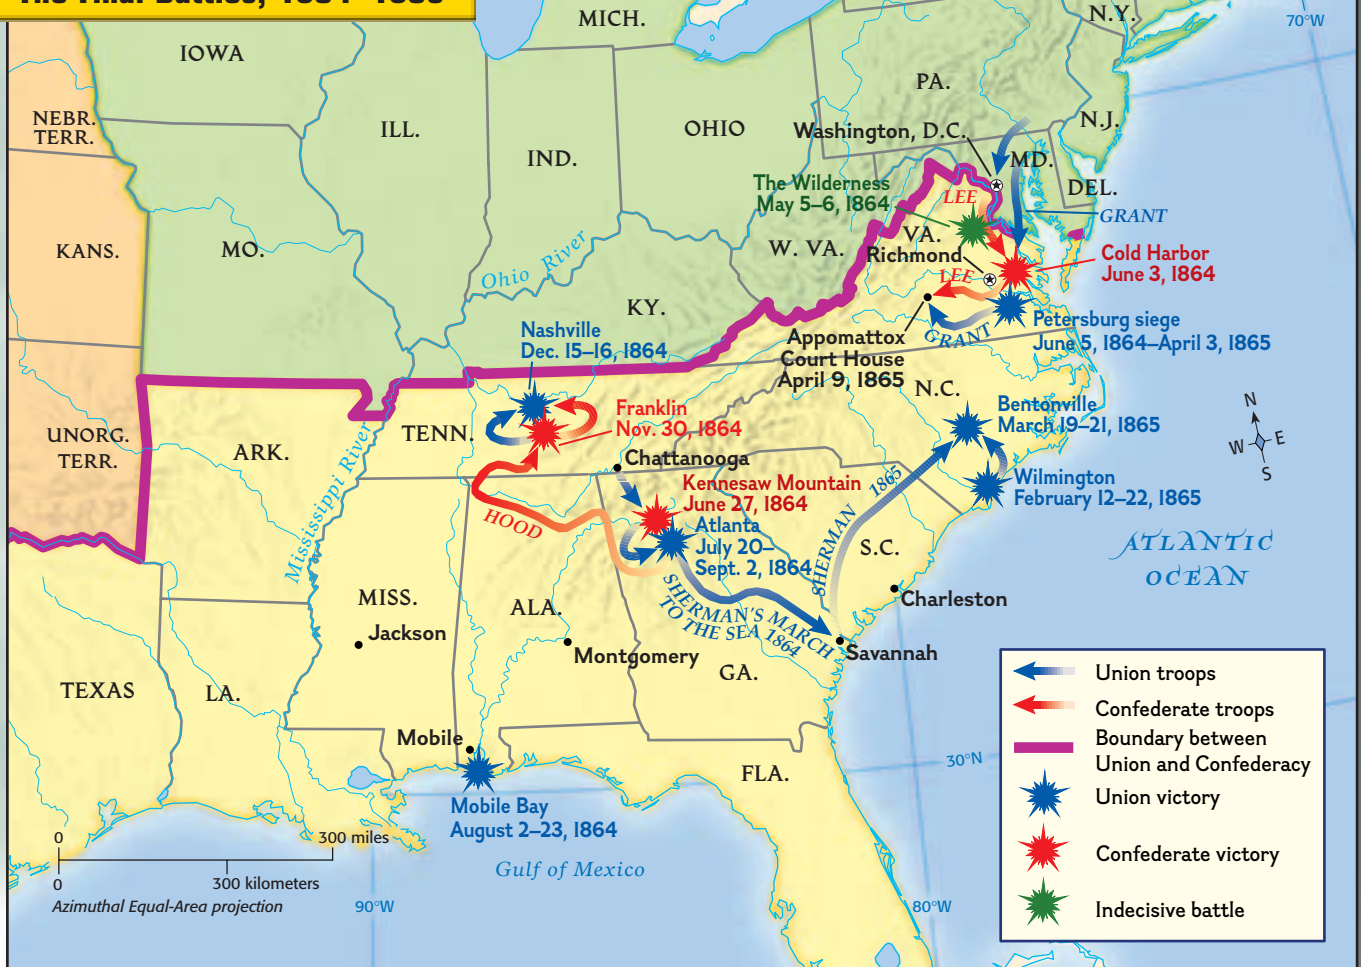 The Final Battles, 1864–1865
MICH.
N.Y.
70°W
IOWA
NEBR.
TERR.
ILL.
IND.
OHIO
PA.
N.J.
Washington, D.C.
MD.
DEL.
The Wilderness
May 5–6, 1864
LEE
GRANT
KANS.
MO.
Ohio River
W. VA.
VA.
Richmond
Cold Harbor
June 3, 1864
LEE
KY.
Nashville
Dec. 15–16, 1864
Appomattox
Court House
April 9, 1865
GRANT
Petersburg siege
June 5, 1864–April 3, 1865
N.C.
Bentonville
March 19–21, 1865
N
W
E
S
UNORG.
TERR.
ARK.
TENN.
Franklin
Nov. 30, 1864
Chattanooga
Mississippi River
Kennesaw Mountain
June 27, 1864
1865
Wilmington
February 12–22, 1865
HOOD
Atlanta
July 20–
Sept. 2, 1864
SHERMAN
S.C.
ATLANTIC
OCEAN
MISS.
ALA.
SHERMAN'S MARCH
TO THE SEA 1864
Charleston
Jackson
Montgomery
Savannah
TEXAS
LA.
GA.
Mobile
FLA.
30°N
Mobile Bay
August 2–23, 1864
Gulf of Mexico
Union troops
Confederate troops
Boundary between
Union and Confederacy
Union victory
Confederate victory
Indecisive battle
0
300 miles
0
300 kilometers
Azimuthal Equal-Area projection
90°W
80°W